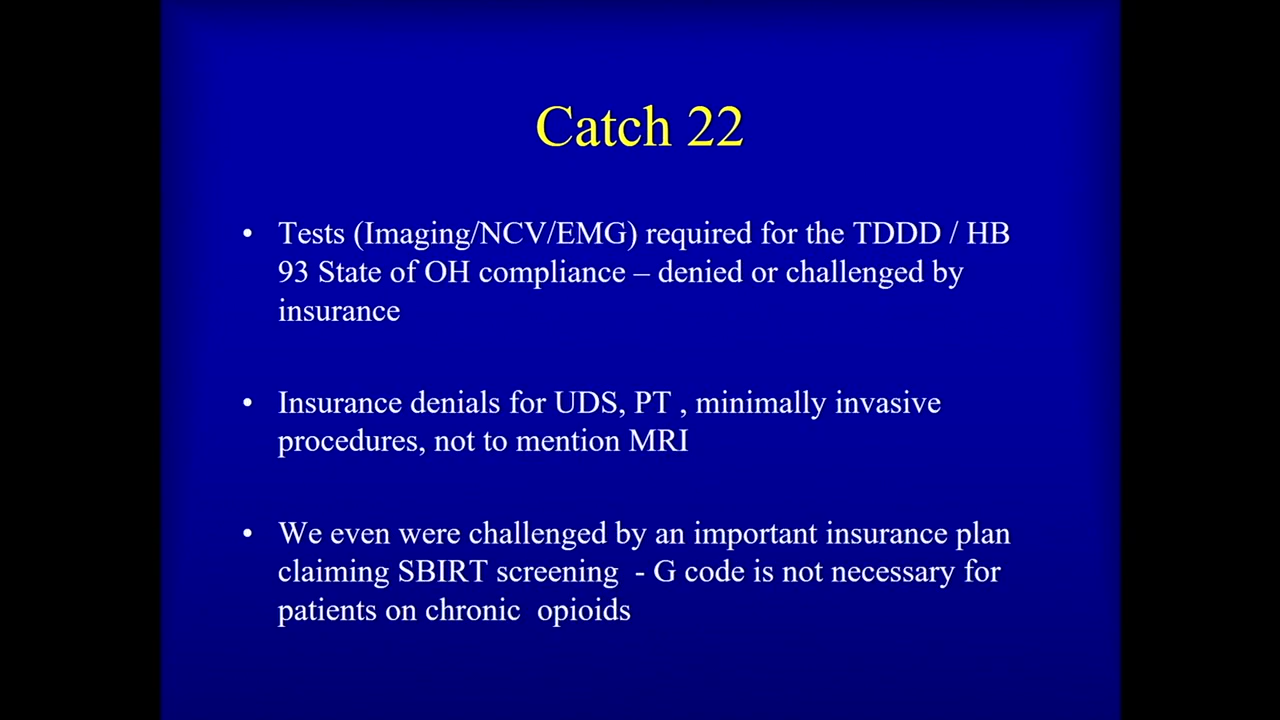 Catch 22
• Tests (Imaging/NCV/EMG) required for the TDDD / HB
93 State of OH compliance – denied or challenged by
insurance
• Insurance denials for UDS, PT , minimally invasive
procedures, not to mention MRI
• We even were challenged by an important insurance plan
claiming SBIRT screening  - G code is not necessary for
patients on chronic  opioids